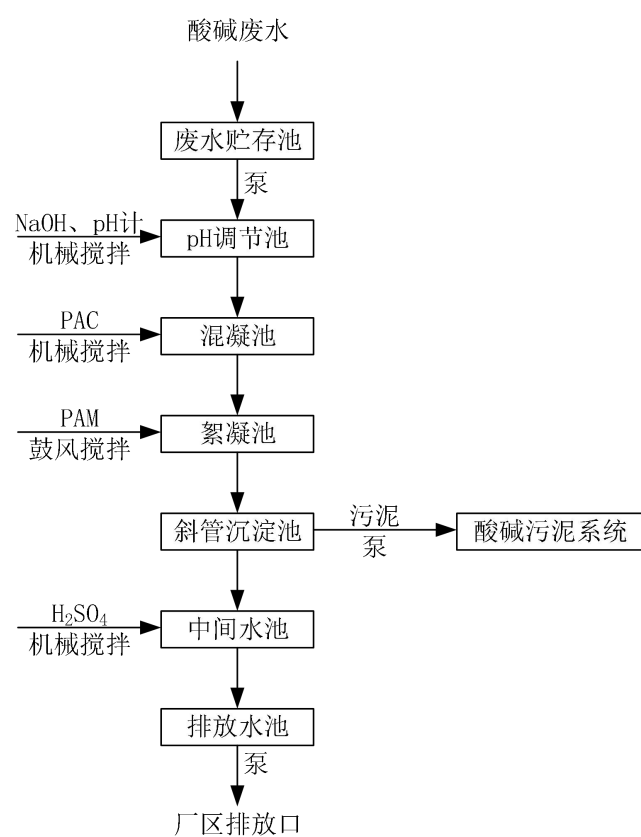 酸碱废水
废水贮存池
泵
NaOH、pH计
机械搅拌
pH调节池
PAC
机械搅拌
混凝池
PAM
鼓风搅拌
絮凝池
斜管沉淀池
污泥
泵
酸碱污泥系统
H₂SO₄
机械搅拌
中间水池
排放水池
泵
厂区排放口